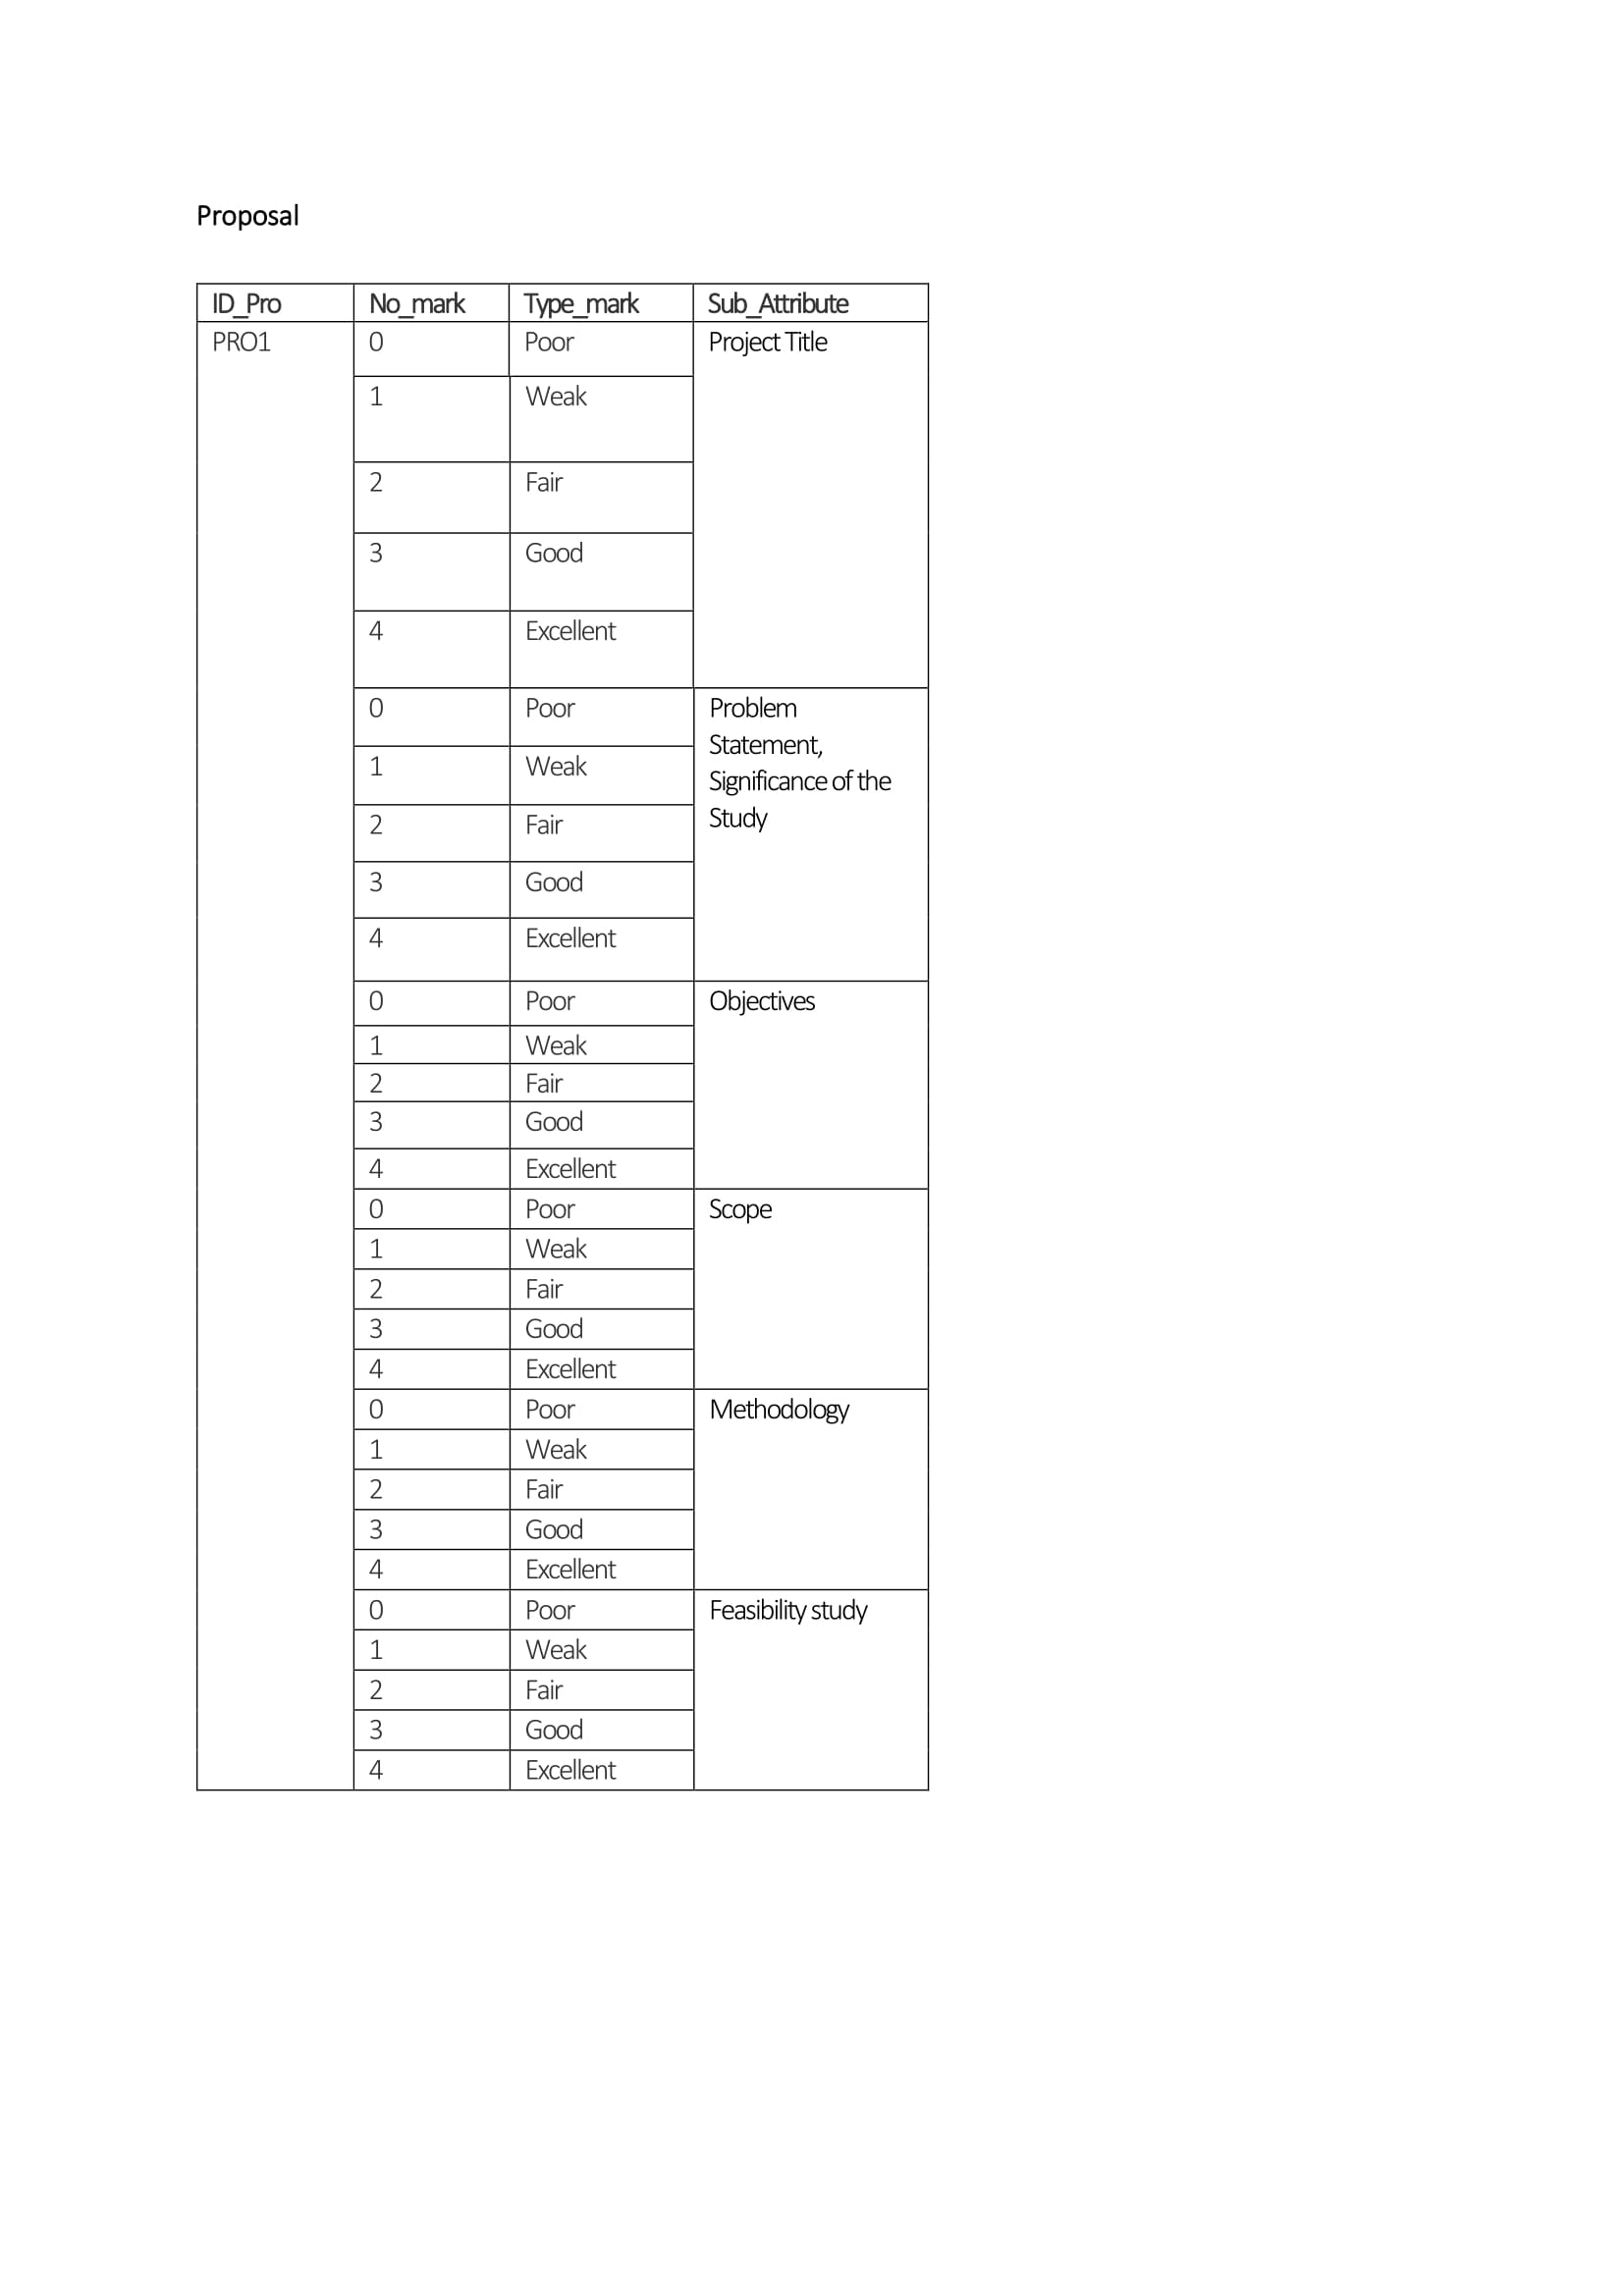 Proposal
ID_Pro No_mark Type_mark Sub_Attribute
PRO1 0 Poor Project Title
1 Weak
2 Fair
3 Good
4 Excellent
0 Poor Problem
Statement,
1 Weak Significance of the
2 Fair Study
3 Good
4 Excellent
0 Poor Objectives
1 Weak
2 Fair
3 Good
4 Excellent
0 Poor Scope
1 Weak
2 Fair
3 Good
4 Excellent
0 Poor Methodology
1 Weak
2 Fair
3 Good
4 Excellent
0 Poor Feasibility study
1 Weak
2 Fair
3 Good
4 Excellent